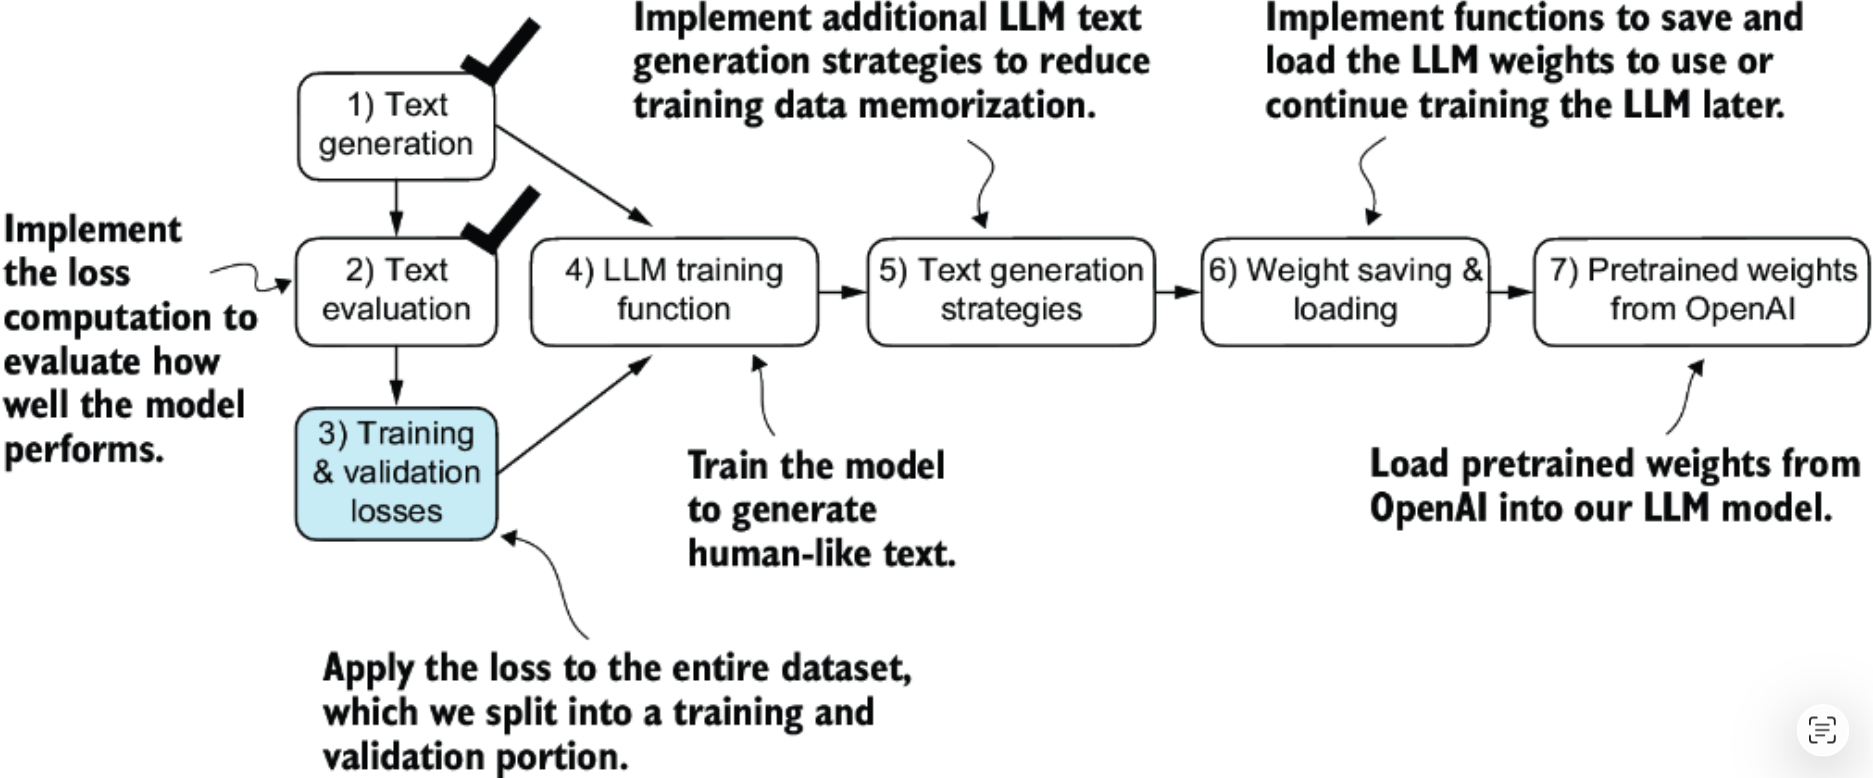 Implement additional LLM text
generation strategies to reduce
training data memorization.
Implement functions to save and
load the LLM weights to use or
continue training the LLM later.
1) Text
generation
Implement
the loss
computation to
evaluate how
well the model
performs.
2) Text
evaluation
4) LLM training
function
5) Text generation
strategies
6) Weight saving &
loading
7) Pretrained weights
from OpenAI
3) Training
& validation
losses
Train the model
to generate
human-like text.
Load pretrained weights from
OpenAI into our LLM model.
Apply the loss to the entire dataset,
which we split into a training and
validation portion.